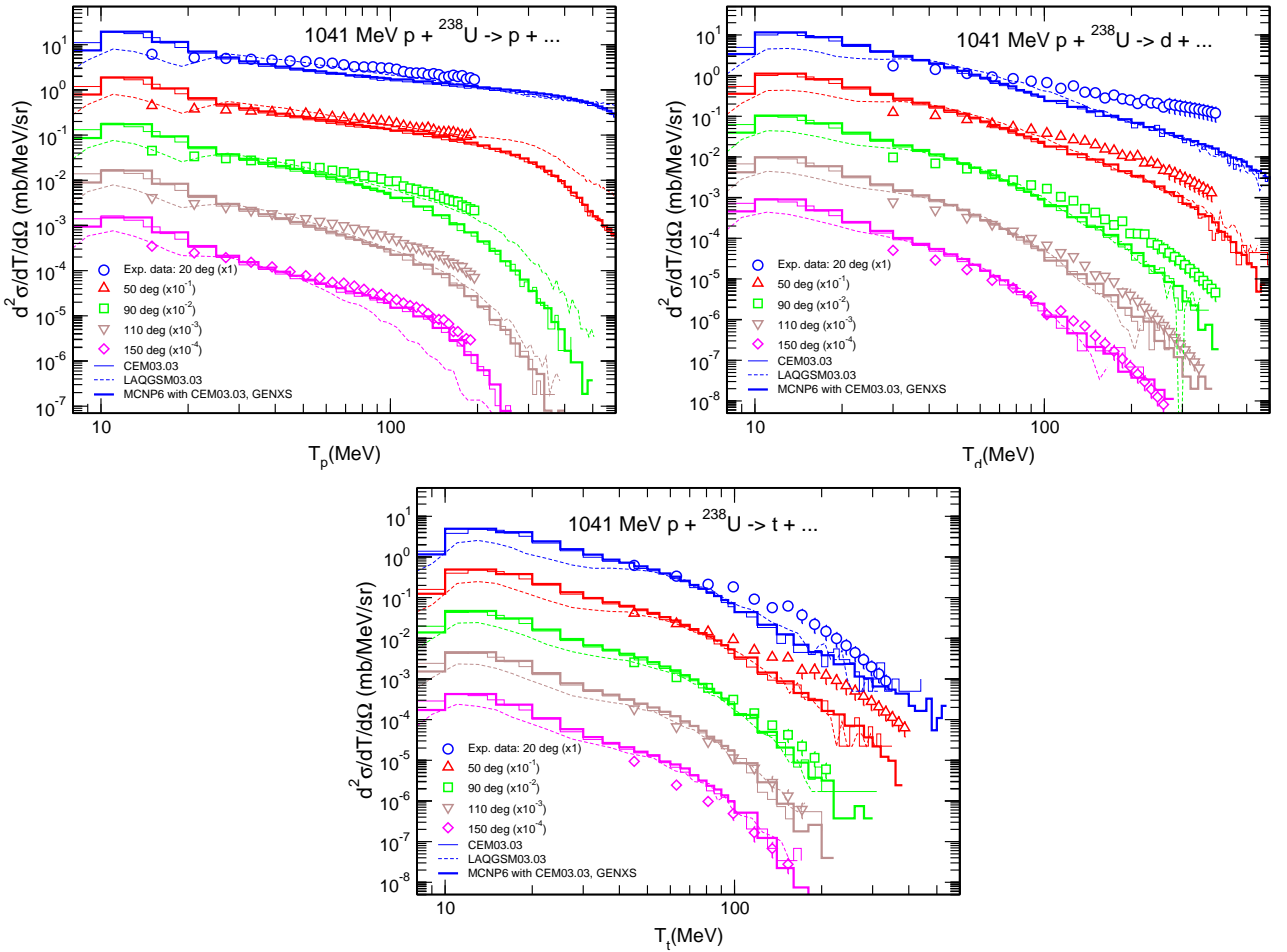 1041 MeV p + ²³⁸U -> p + ...
d²σ/dT/dΩ (mb/MeV/sr)
10¹
10⁰
10⁻¹
10⁻²
10⁻³
10⁻⁴
10⁻⁵
10⁻⁶
10⁻⁷
Exp. data: 20 deg (x1)
50 deg (x10⁻¹)
90 deg (x10⁻²)
110 deg (x10⁻³)
150 deg (x10⁻⁴)
CEM03.03
LAQGSM03.03
MCNP6 with CEM03.03, GENXS
10 100
T_p(MeV)
1041 MeV p + ²³⁸U -> d + ...
d²σ/dT/dΩ (mb/MeV/sr)
10¹
10⁰
10⁻¹
10⁻²
10⁻³
10⁻⁴
10⁻⁵
10⁻⁶
10⁻⁷
10⁻⁸
Exp. data: 20 deg (x1)
50 deg (x10⁻¹)
90 deg (x10⁻²)
110 deg (x10⁻³)
150 deg (x10⁻⁴)
CEM03.03
LAQGSM03.03
MCNP6 with CEM03.03, GENXS
10 100
T_d(MeV)
1041 MeV p + ²³⁸U -> t + ...
d²σ/dT/dΩ (mb/MeV/sr)
10¹
10⁰
10⁻¹
10⁻²
10⁻³
10⁻⁴
10⁻⁵
10⁻⁶
10⁻⁷
10⁻⁸
Exp. data: 20 deg (x1)
50 deg (x10⁻¹)
90 deg (x10⁻²)
110 deg (x10⁻³)
150 deg (x10⁻⁴)
CEM03.03
LAQGSM03.03
MCNP6 with CEM03.03, GENXS
10 100
T_t(MeV)